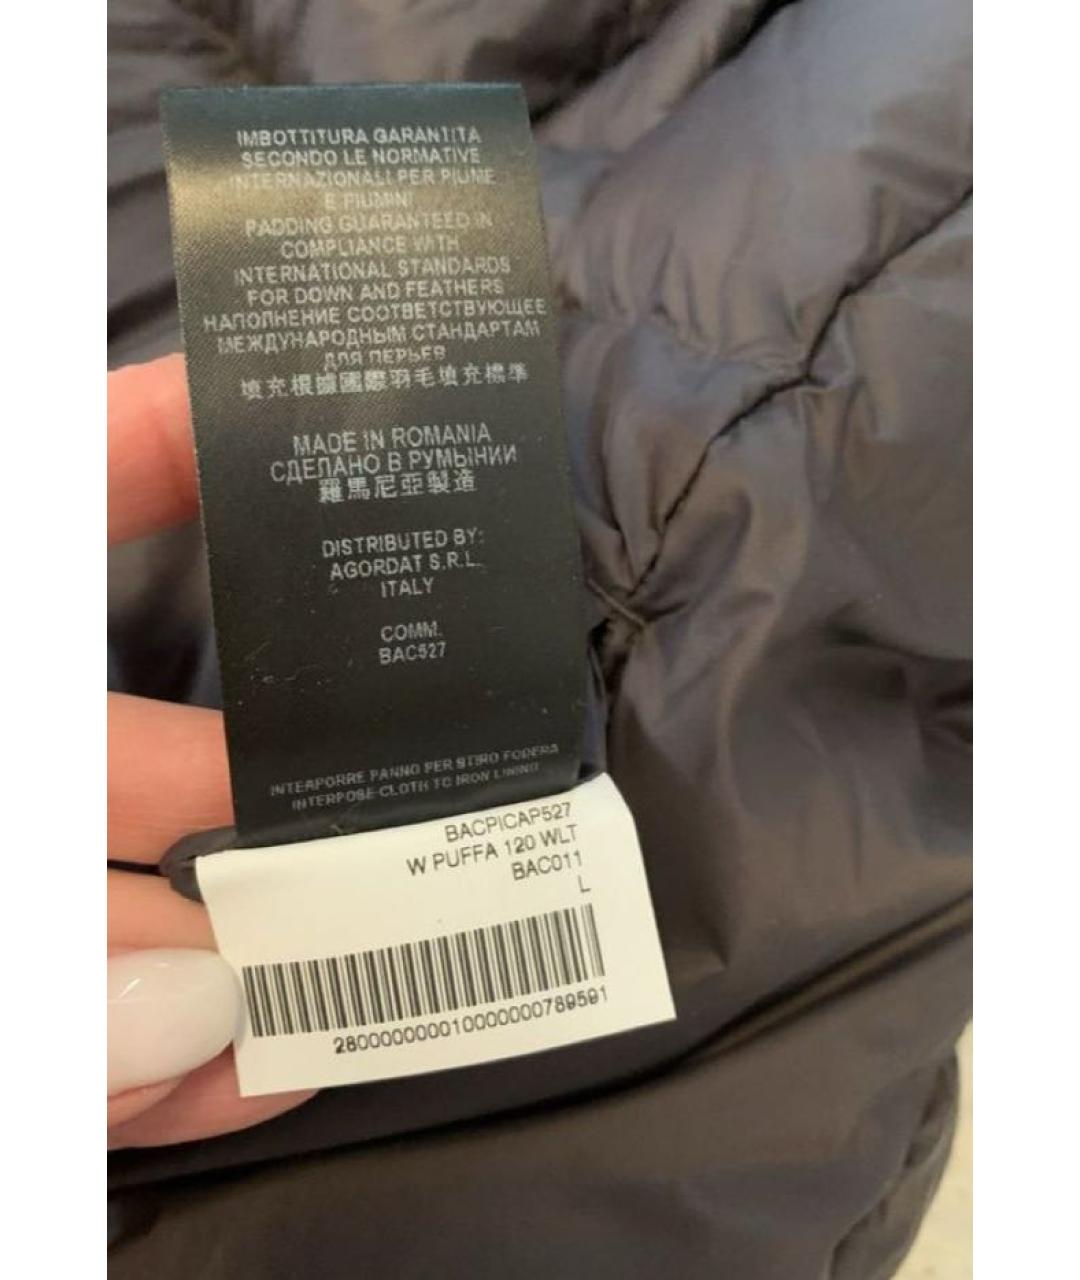 IMBOTTITURA GARANTITA
SECONDO LE NORMATIVE
INTERNAZIONALI PER PIUME
E PIUMINI
PADDING GUARANTEED IN
COMPLIANCE WITH
INTERNATIONAL STANDARDS
FOR DOWN AND FEATHERS
НАПОЛНЕНИЕ СООТВЕТСТВУЮЩЕЕ
МЕЖДУНАРОДНЫМ СТАНДАРТАМ
ДЛЯ ПЕРЬЕВ
填充根據國際羽毛填充標準
MADE IN ROMANIA
СДЕЛАНО В РУМЫНИИ
羅馬尼亞製造
DISTRIBUTED BY:
AGORDAT S.R.L.
ITALY
COMM.
BAC527
INTERPORRE PANNO PER STIRO FODERA
INTERPOSE CLOTH TO IRON LINING
BACPICAP527
W PUFFA 120 WLT
BAC011
L
2800000000010000000789591